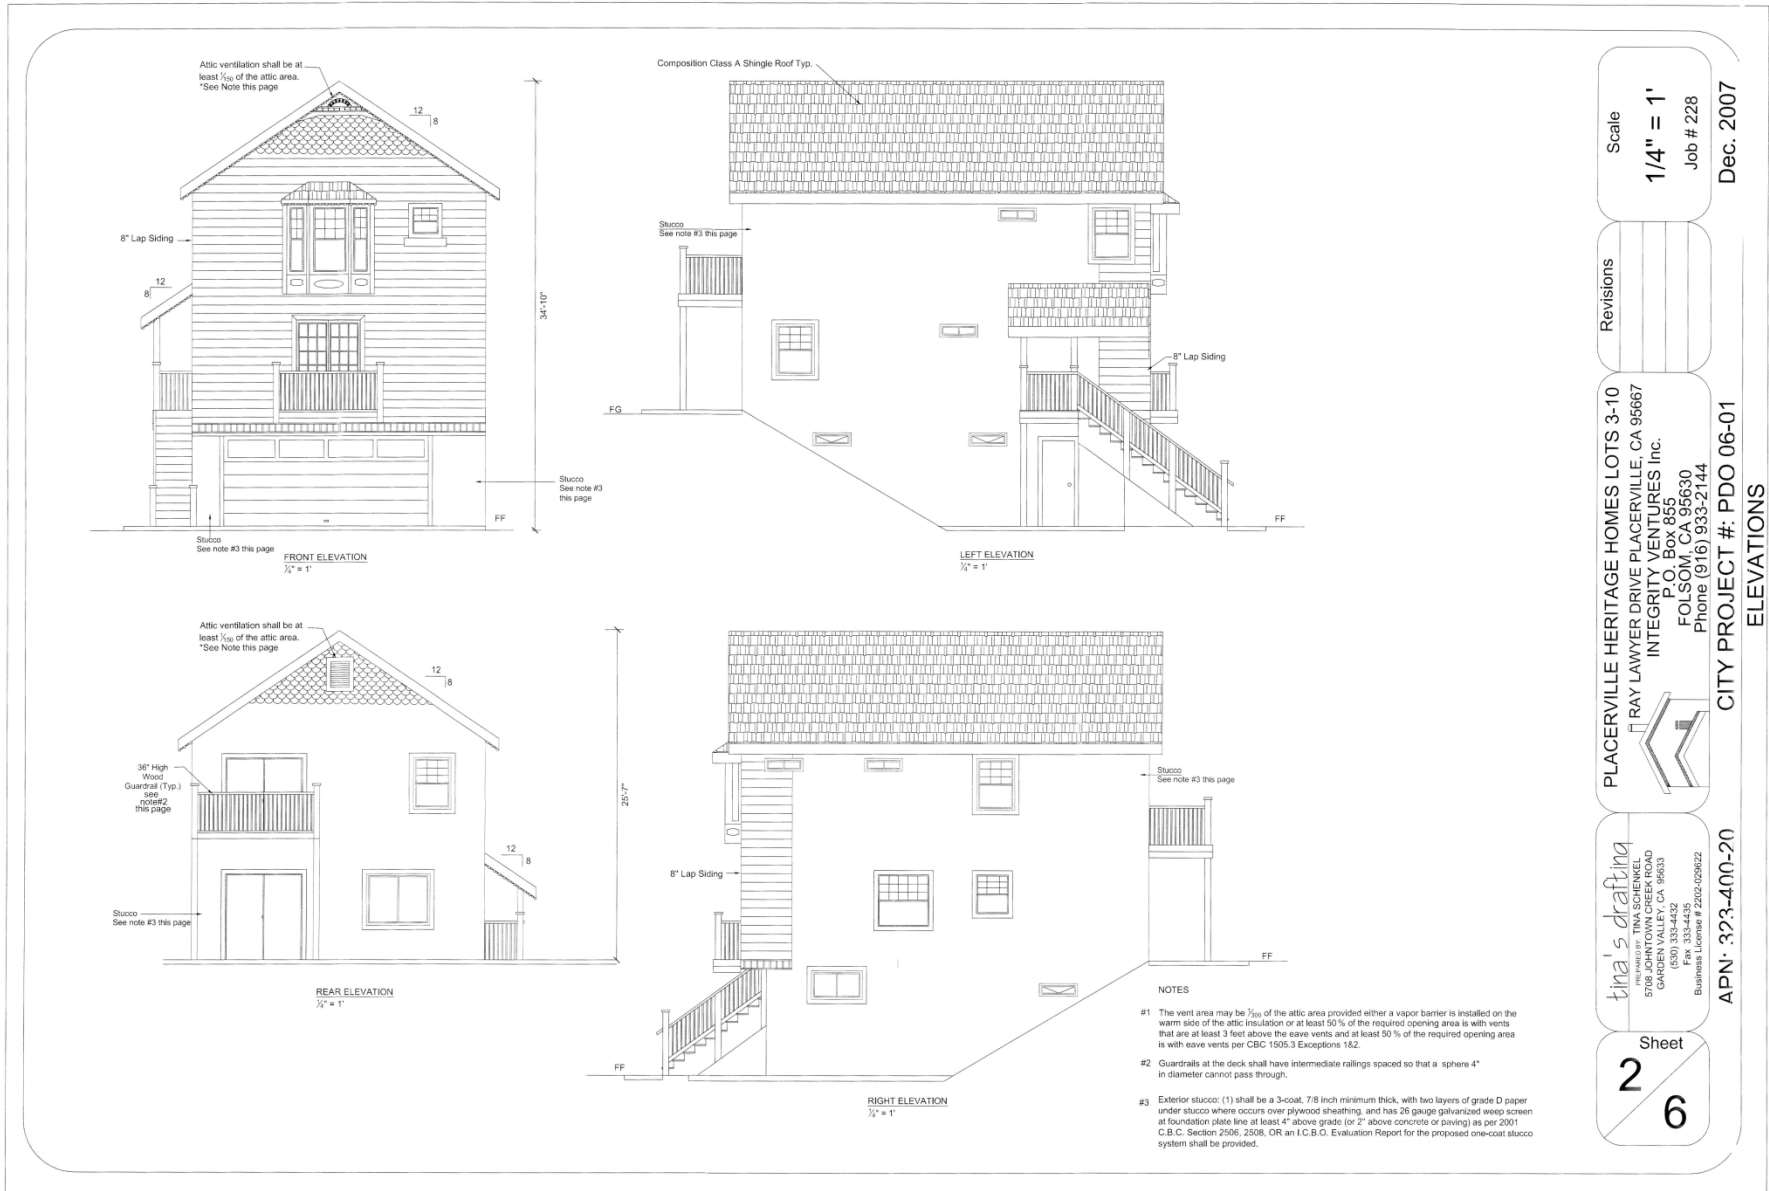 Attic ventilation shall be at
least 1/150 of the attic area.
*See Note this page
12
8
8" Lap Siding
12
8
34'-10"
Stucco
See note #3
this page
FF
Stucco
See note #3 this page
FRONT ELEVATION
1/4" = 1'
Composition Class A Shingle Roof Typ.
Stucco
See note #3 this page
8" Lap Siding
FG
FF
LEFT ELEVATION
1/4" = 1'
Attic ventilation shall be at
least 1/150 of the attic area.
*See Note this page
12
8
36" High
Wood
Guardrail (Typ.)
see
note#2
this page
25'-7"
12
8
Stucco
See note #3 this page
REAR ELEVATION
1/4" = 1'
Stucco
See note #3 this page
8" Lap Siding
FF
FF
RIGHT ELEVATION
1/4" = 1'
NOTES
#1 The vent area may be 1/300 of the attic area provided either a vapor barrier is installed on the
warm side of the attic insulation or at least 50 % of the required opening area is with vents
that are at least 3 feet above the eave vents and at least 50 % of the required opening area
is with eave vents per CBC 1505.3 Exceptions 1&2.
#2 Guardrails at the deck shall have intermediate railings spaced so that a sphere 4"
in diameter cannot pass through.
#3 Exterior stucco: (1) shall be a 3-coat, 7/8 inch minimum thick, with two layers of grade D paper
under stucco where occurs over plywood sheathing, and has 26 gauge galvanized weep screen
at foundation plate line at least 4" above grade (or 2" above concrete or paving) as per 2001
C.B.C. Section 2506, 2508, OR an I.C.B.O. Evaluation Report for the proposed one-coat stucco
system shall be provided.
Scale
1/4" = 1'
Job # 228
Dec. 2007
Revisions
PLACERVILLE HERITAGE HOMES LOTS 3-10
RAY LAWYER DRIVE PLACERVILLE, CA 95667
INTEGRITY VENTURES Inc.
P.O. Box 855
FOLSOM, CA 95630
Phone (916) 933-2144
CITY PROJECT #: PDO 06-01
ELEVATIONS
tina's drafting
PREPARED BY: TINA SCHENKEL
5708 JOHNTOWN CREEK ROAD
GARDEN VALLEY, CA 95633
(530) 333-4432
Fax 333-4435
Business License # 2202-029622
APN: 323-400-20
Sheet
2
6